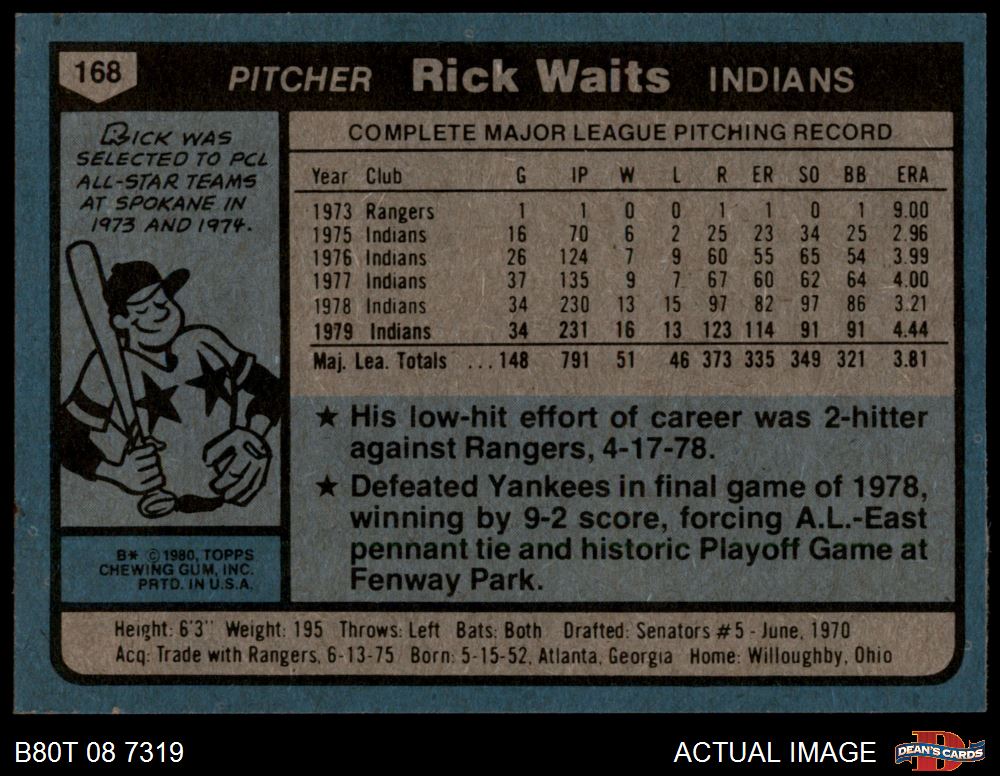 168 PITCHER Rick Waits INDIANS
RICK WAS
SELECTED TO PCL
ALL-STAR TEAMS
AT SPOKANE IN
1973 AND 1974.
B* © 1980, TOPPS
CHEWING GUM, INC.
PRTD. IN U.S.A.
COMPLETE MAJOR LEAGUE PITCHING RECORD
Year Club G IP W L R ER SO BB ERA
1973 Rangers 1 1 0 0 1 1 0 1 9.00
1975 Indians 16 70 6 2 25 23 34 25 2.96
1976 Indians 26 124 7 9 60 55 65 54 3.99
1977 Indians 37 135 9 7 67 60 62 64 4.00
1978 Indians 34 230 13 15 97 82 97 86 3.21
1979 Indians 34 231 16 13 123 114 91 91 4.44
Maj. Lea. Totals ... 148 791 51 46 373 335 349 321 3.81
★ His low-hit effort of career was 2-hitter
against Rangers, 4-17-78.
★ Defeated Yankees in final game of 1978,
winning by 9-2 score, forcing A.L.-East
pennant tie and historic Playoff Game at
Fenway Park.
Height: 6'3" Weight: 195 Throws: Left Bats: Both Drafted: Senators #5 - June, 1970
Acq: Trade with Rangers, 6-13-75 Born: 5-15-52, Atlanta, Georgia Home: Willoughby, Ohio
B80T 08 7319 ACTUAL IMAGE D DEAN'S CARDS